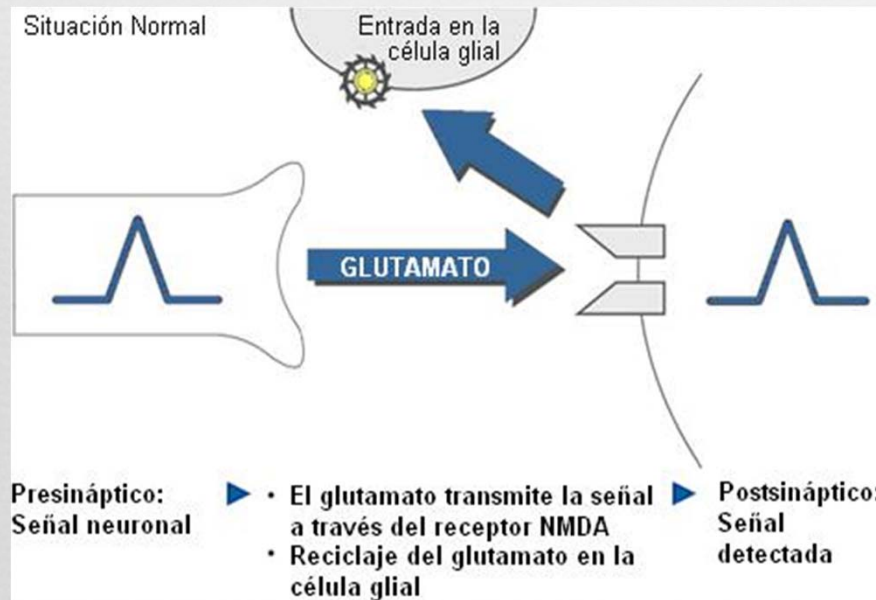 Situación Normal
Entrada en la
célula glial
GLUTAMATO
Presináptico:
Señal neuronal
• El glutamato transmite la señal
a través del receptor NMDA
• Reciclaje del glutamato en la
célula glial
Postsináptico:
Señal
detectada